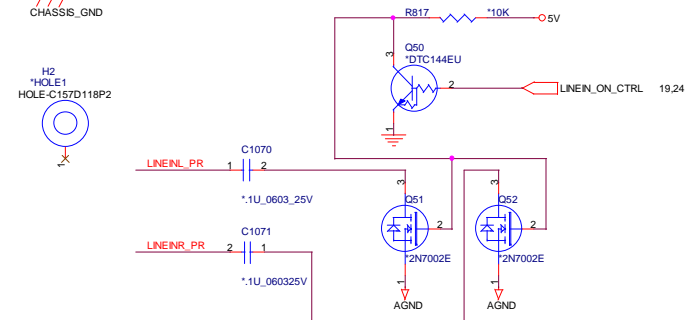 CHASSIS_GND
R817 *10K
5V
Q50
*DTC144EU
3
2
1
LINEIN_ON_CTRL 19,24
H2
*HOLE1
HOLE-C157D118P2
1
C1070
LINEINL_PR
1 2
*.1U_0603_25V
3 3
Q51 Q52
2 2
C1071
LINEINR_PR
2 1
*.1U_060325V
*2N7002E *2N7002E
1 1
AGND AGND